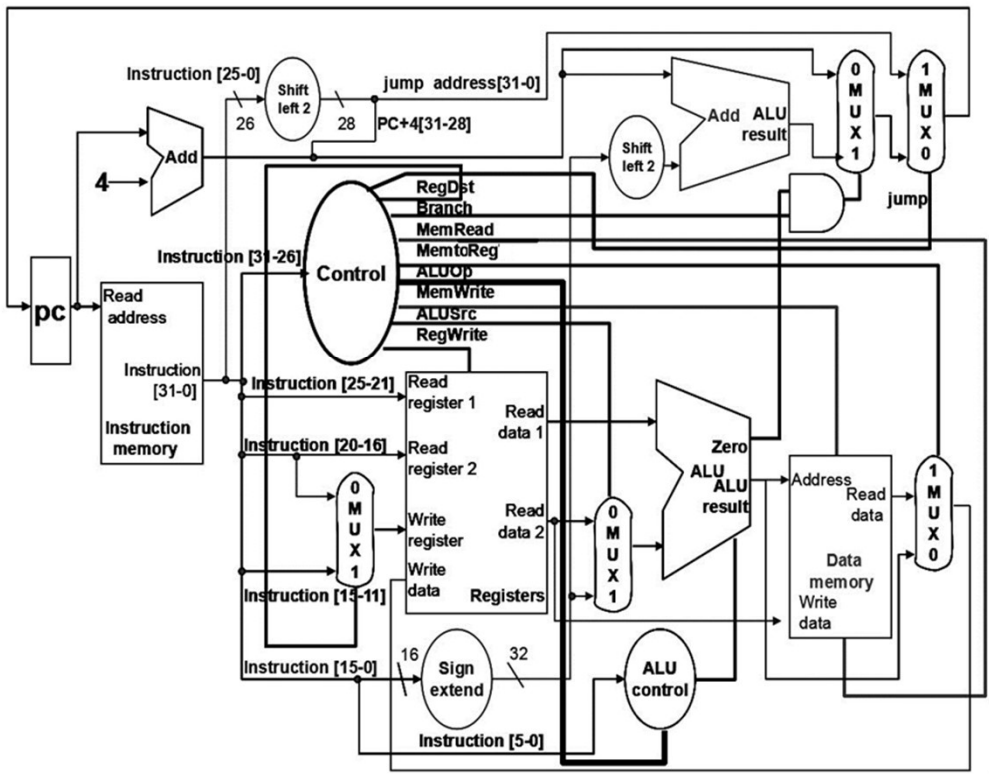 Instruction [25-0]
Shift
left 2
26
28
jump address[31-0]
PC+4[31-28]
Add
4
Shift
left 2
Add
ALU
result
0
M
U
X
1
1
M
U
X
0
jump
RegDst
Branch
MemRead
MemtoReg
ALUOp
MemWrite
ALUSrc
RegWrite
Instruction [31-26]
Control
pc
Read
address
Instruction
[31-0]
Instruction
memory
Instruction [25-21]
Instruction [20-16]
0
M
U
X
1
Instruction [15-11]
Read
register 1
Read
register 2
Write
register
Write
data
Read
data 1
Read
data 2
Registers
0
M
U
X
1
Zero
ALU
ALU
result
Address
Read
data
Data
memory
Write
data
1
M
U
X
0
Instruction [15-0]
16
Sign
extend
32
ALU
control
Instruction [5-0]